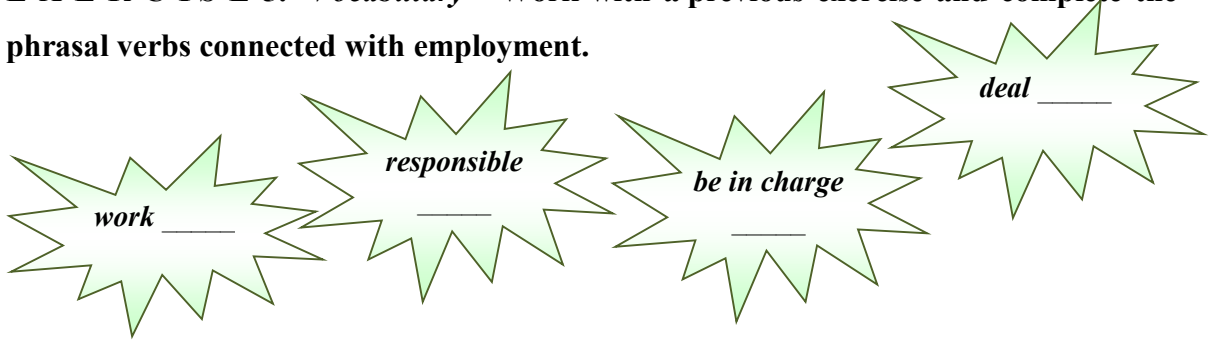 phrasal verbs connected with employment.
deal _____
responsible
_____
be in charge
_____
work _____